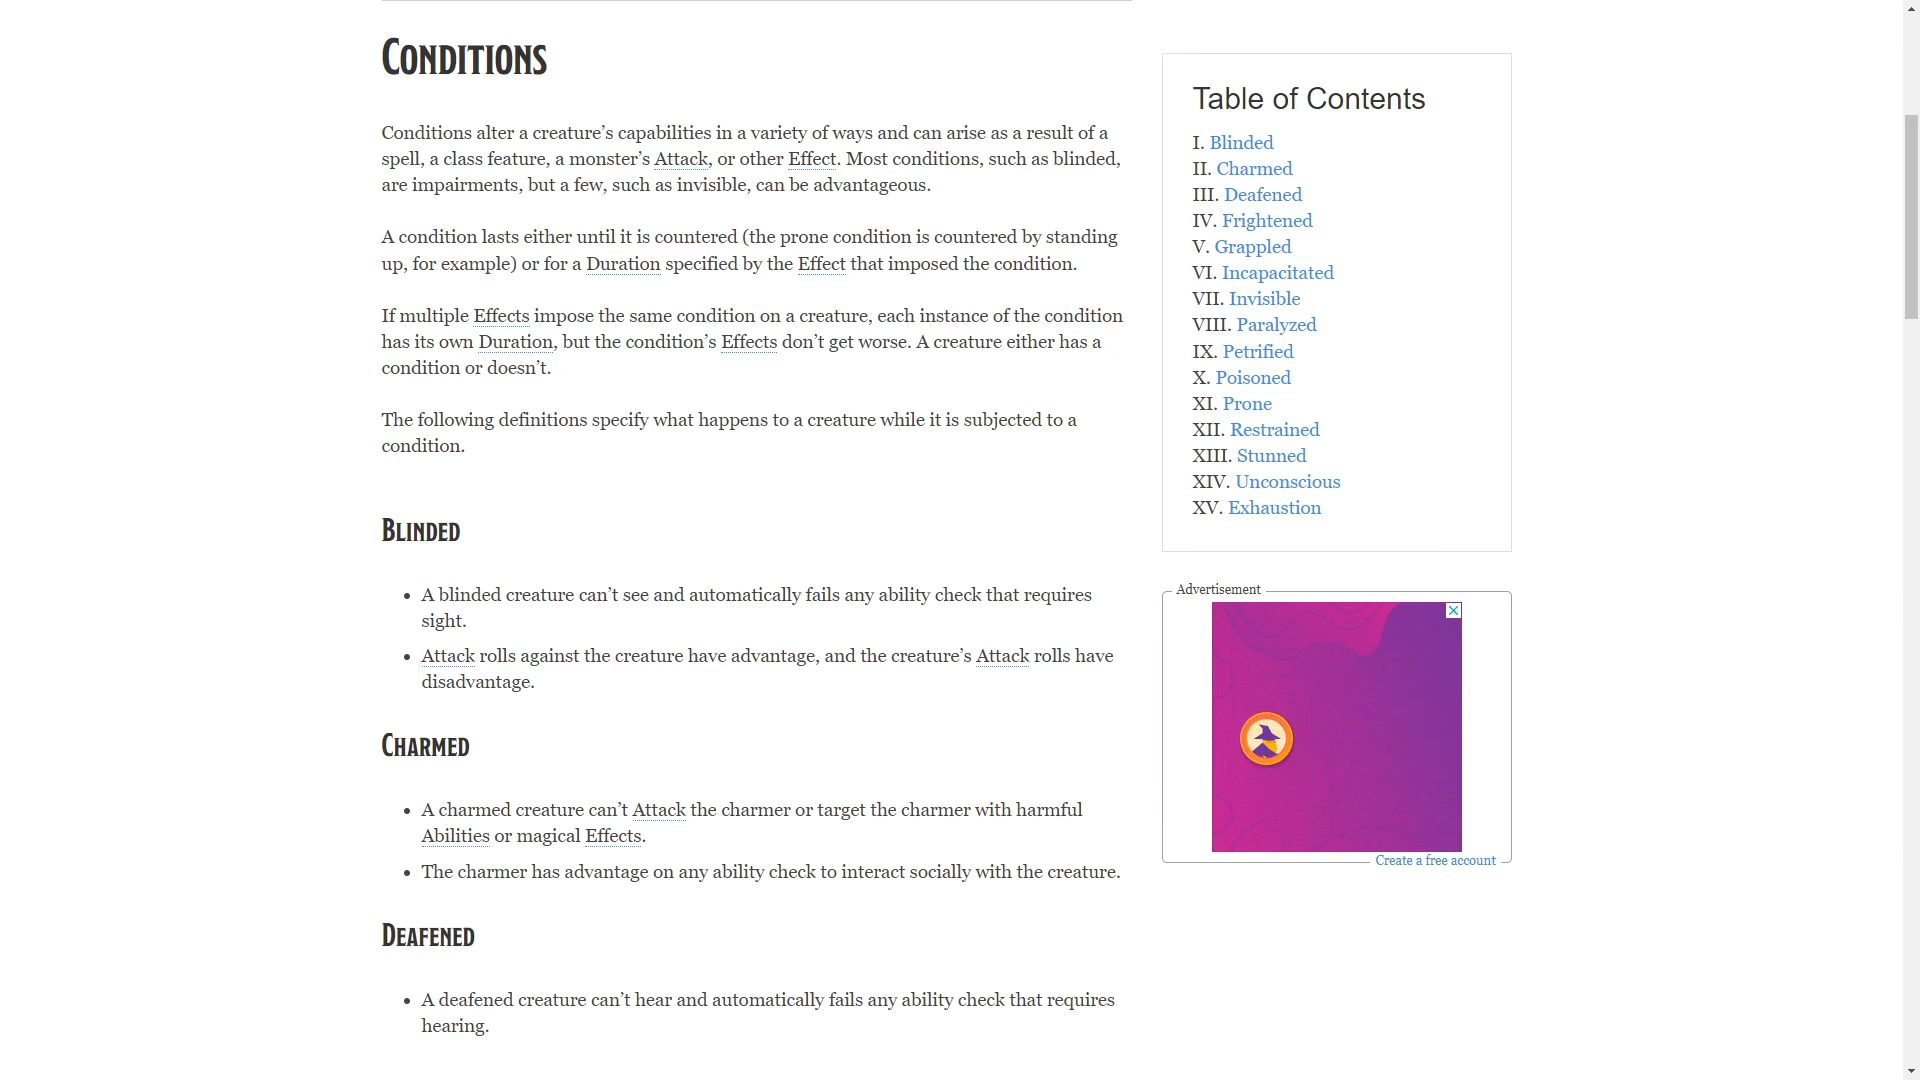 Conditions
Conditions alter a creature’s capabilities in a variety of ways and can arise as a result of a
spell, a class feature, a monster’s Attack, or other Effect. Most conditions, such as blinded,
are impairments, but a few, such as invisible, can be advantageous.
A condition lasts either until it is countered (the prone condition is countered by standing
up, for example) or for a Duration specified by the Effect that imposed the condition.
If multiple Effects impose the same condition on a creature, each instance of the condition
has its own Duration, but the condition’s Effects don’t get worse. A creature either has a
condition or doesn’t.
The following definitions specify what happens to a creature while it is subjected to a
condition.
Blinded
• A blinded creature can’t see and automatically fails any ability check that requires
sight.
• Attack rolls against the creature have advantage, and the creature’s Attack rolls have
disadvantage.
Charmed
• A charmed creature can’t Attack the charmer or target the charmer with harmful
Abilities or magical Effects.
• The charmer has advantage on any ability check to interact socially with the creature.
Deafened
• A deafened creature can’t hear and automatically fails any ability check that requires
hearing.
Table of Contents
I. Blinded
II. Charmed
III. Deafened
IV. Frightened
V. Grappled
VI. Incapacitated
VII. Invisible
VIII. Paralyzed
IX. Petrified
X. Poisoned
XI. Prone
XII. Restrained
XIII. Stunned
XIV. Unconscious
XV. Exhaustion
Advertisement
Create a free account